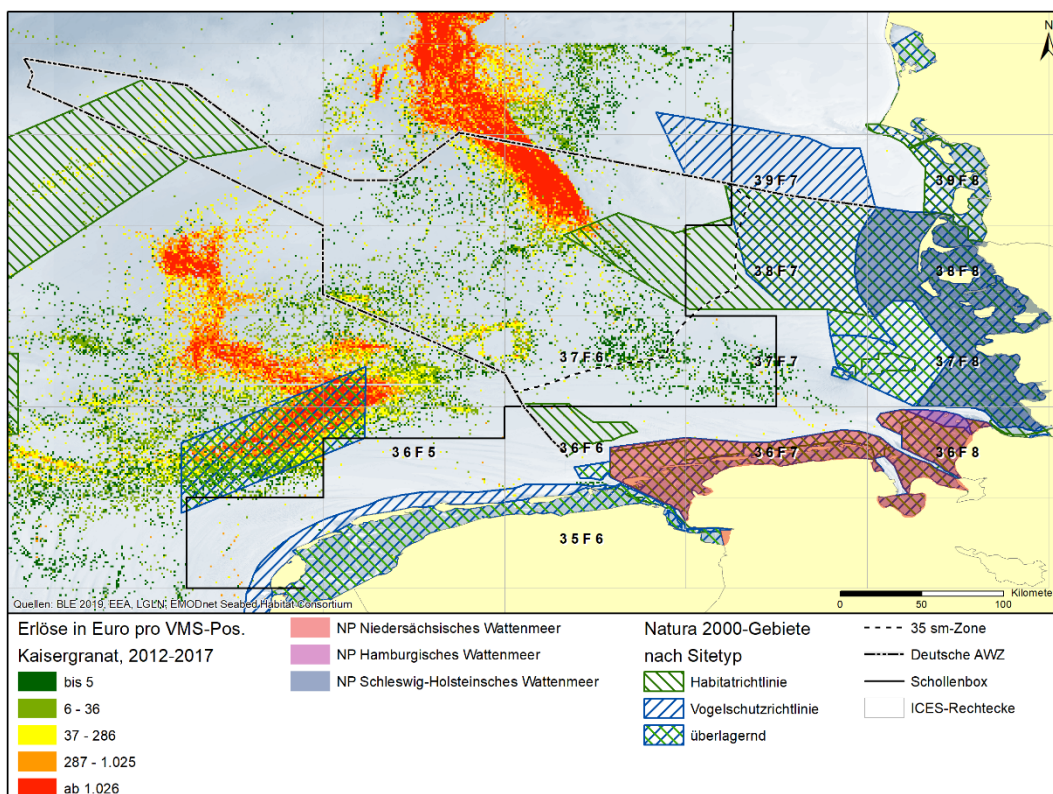 N
39F7
39F8
38F7
38F8
37F6
37F7
37F8
36F5
36F6
36F7
36F8
35F6
Quellen: BLE 2019, EEA, LGLN, EMODnet Seabed Habitat Consortium
Kilometer
0 50 100
Erlöse in Euro pro VMS-Pos.
Kaisergranat, 2012-2017
bis 5
6 - 36
37 - 286
287 - 1.025
ab 1.026
NP Niedersächsisches Wattenmeer
NP Hamburgisches Wattenmeer
NP Schleswig-Holsteinsches Wattenmeer
Natura 2000-Gebiete
nach Sitetyp
Habitatrichtlinie
Vogelschutzrichtlinie
überlagernd
35 sm-Zone
Deutsche AWZ
Schollenbox
ICES-Rechtecke